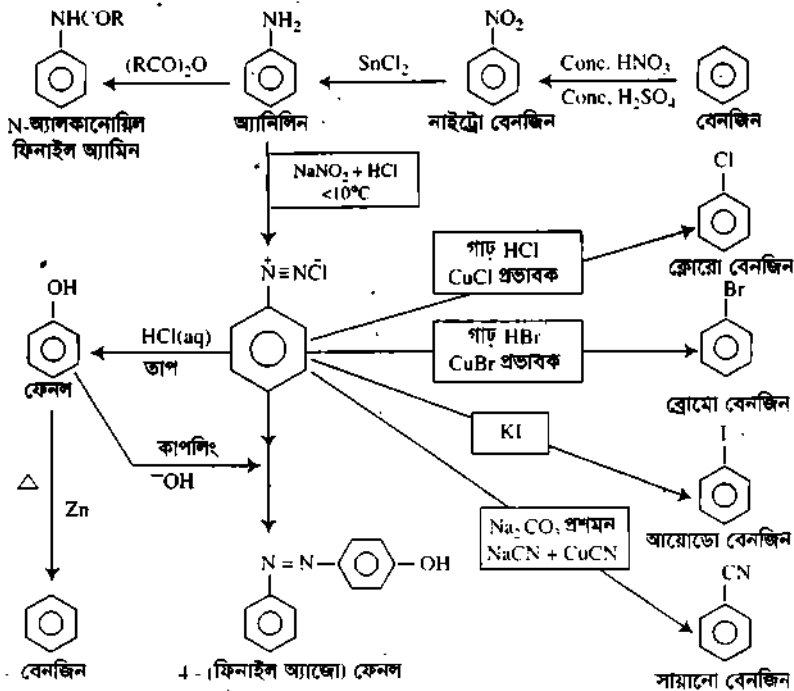 NHCOR
NH₂
NO₂
(RCO)₂O
SnCl₂
Conc. HNO₃
Conc. H₂SO₄
N-অ্যালকানোয়িল
ফিনাইল অ্যামিন
অ্যানিলিন
নাইট্রো বেনজিন
বেনজিন
NaNO₂ + HCl
<10°C
Cl
গাঢ় HCl
CuCl প্রভাবক
ক্লোরো বেনজিন
N⁺≡NCl⁻
OH
HCl(aq)
তাপ
ফেনল
Br
গাঢ় HBr
CuBr প্রভাবক
ব্রোমো বেনজিন
কাপলিং
⁻OH
KI
I
△
Zn
Na₂CO₃ প্রশমন
NaCN + CuCN
আয়োডো বেনজিন
N = N
OH
CN
বেনজিন
4 - (ফিনাইল অ্যাজো) ফেনল
সায়ানো বেনজিন